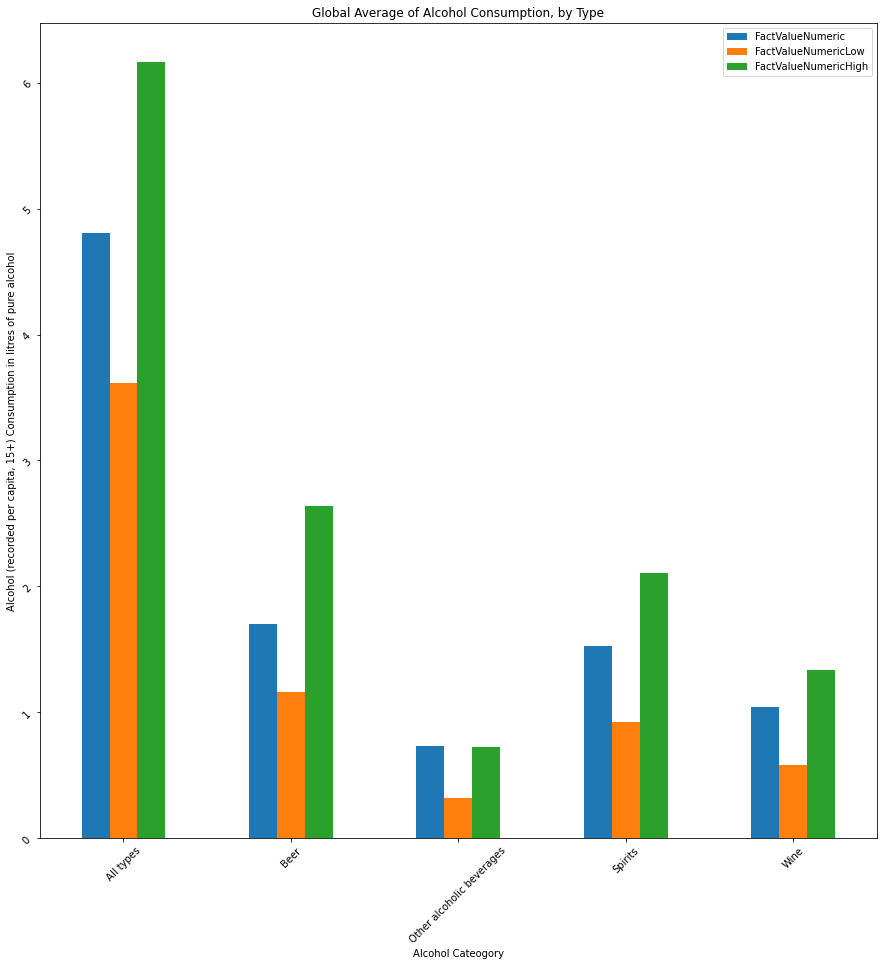 Global Average of Alcohol Consumption, by Type
FactValueNumeric
FactValueNumericLow
FactValueNumericHigh
Alcohol (recorded per capita, 15+) Consumption in litres of pure alcohol
6
5
4
3
2
1
0
All types
Beer
Other alcoholic beverages
Spirits
Wine
Alcohol Cateogory